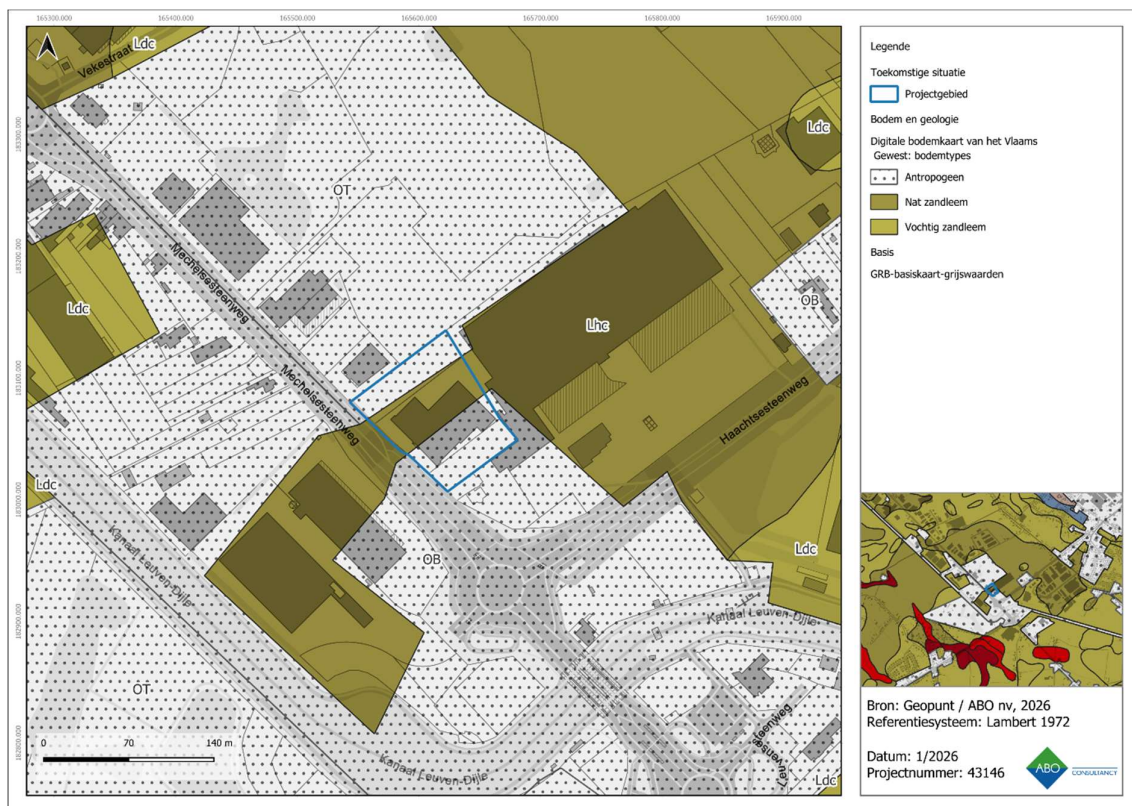 165300.000 165400.000 165500.000 165600.000 165700.000 165800.000 165900.000
183300.000
183200.000
183100.000
183000.000
182900.000
182800.000
Ldc
Vekestraat
Ldc
OT
Mechelsesteenweg
OB
Ldc
Lhc
Mechelsesteenweg
Haachtsesteenweg
Ldc
Kanaal Leuven-Dijle
OB
Ldc
Kanaal Leuven-Dijle
OT
Kanaal Leuven-Dijle
Ldc
0 70 140 m
Legende
Toekomstige situatie
Projectgebied
Bodem en geologie
Digitale bodemkaart van het Vlaams
Gewest: bodemtypes
Antropogeen
Nat zandleem
Vochtig zandleem
Basis
GRB-basiskaart-grijswaarden
Bron: Geopunt / ABO nv, 2026
Referentiesysteem: Lambert 1972
Datum: 1/2026
Projectnummer: 43146
ABO
CONSULTANCY